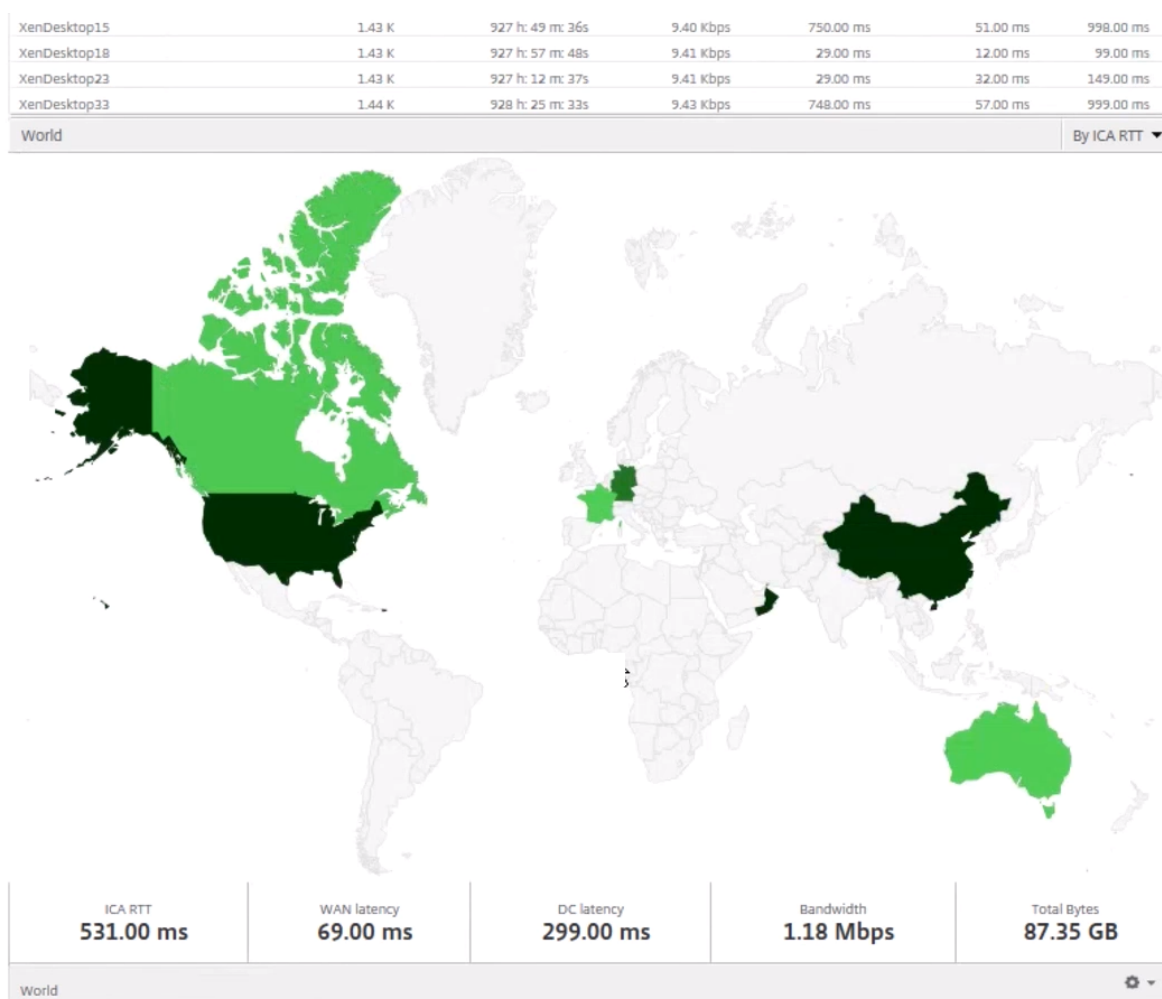 XenDesktop15 1.43 K 927 h: 49 m: 36s 9.40 Kbps 750.00 ms 51.00 ms 998.00 ms
XenDesktop18 1.43 K 927 h: 57 m: 48s 9.41 Kbps 29.00 ms 12.00 ms 99.00 ms
XenDesktop23 1.43 K 927 h: 12 m: 37s 9.41 Kbps 29.00 ms 32.00 ms 149.00 ms
XenDesktop33 1.44 K 928 h: 25 m: 33s 9.43 Kbps 748.00 ms 57.00 ms 999.00 ms
World By ICA RTT
ICA RTT WAN latency DC latency Bandwidth Total Bytes
531.00 ms 69.00 ms 299.00 ms 1.18 Mbps 87.35 GB
World